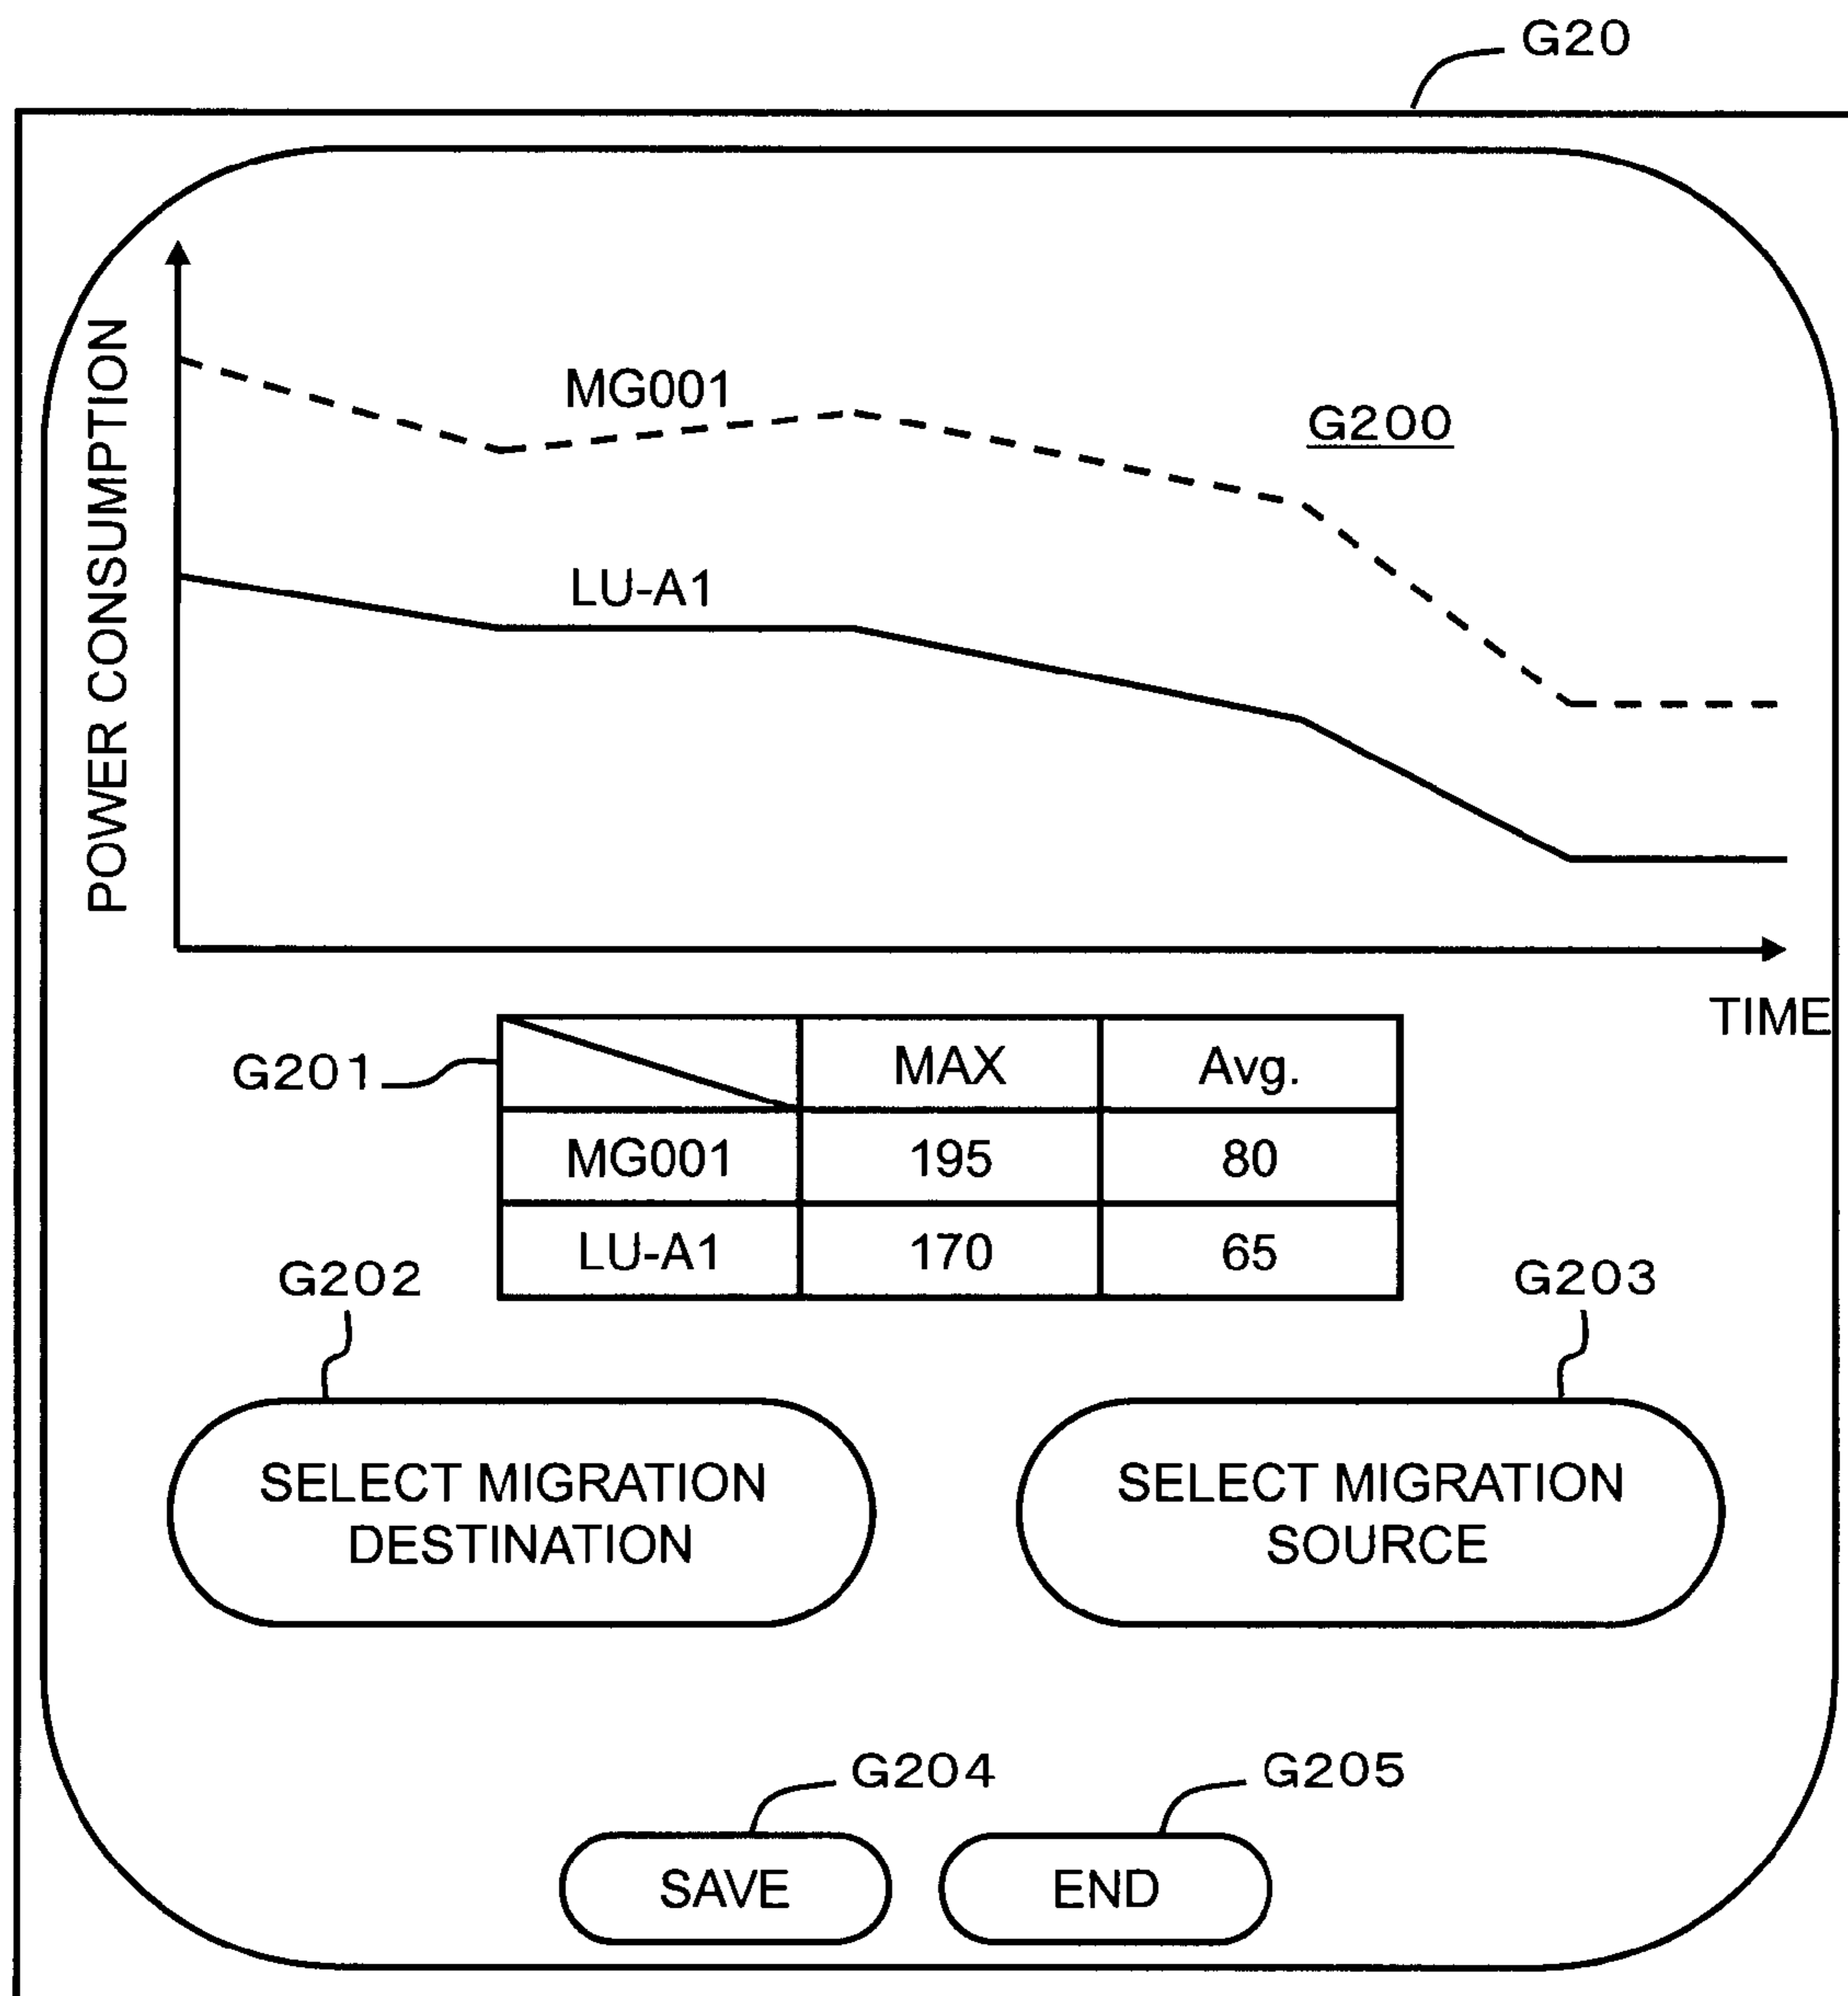 G20
POWER CONSUMPTION
MG001
G200
LU-A1
TIME
G201
MAX Avg.
MG001 195 80
LU-A1 170 65
G202
G203
SELECT MIGRATION
DESTINATION
SELECT MIGRATION
SOURCE
G204
G205
SAVE
END